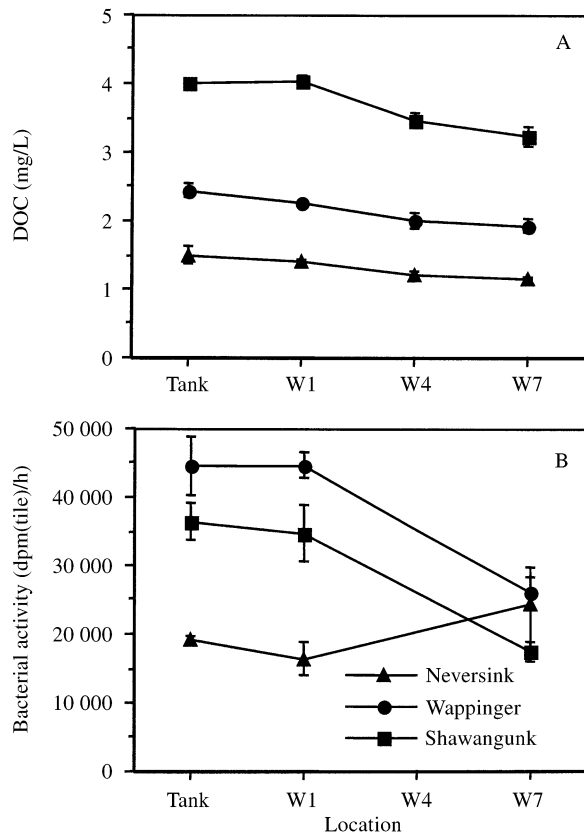 5
A
4
3
DOC (mg/L)
2
1
0
Tank W1 W4 W7
50 000
B
40 000
30 000
Bacterial activity (dpm(tile)/h)
20 000
Neversink
10 000
Wappinger
Shawangunk
0
Tank W1 W4 W7
Location